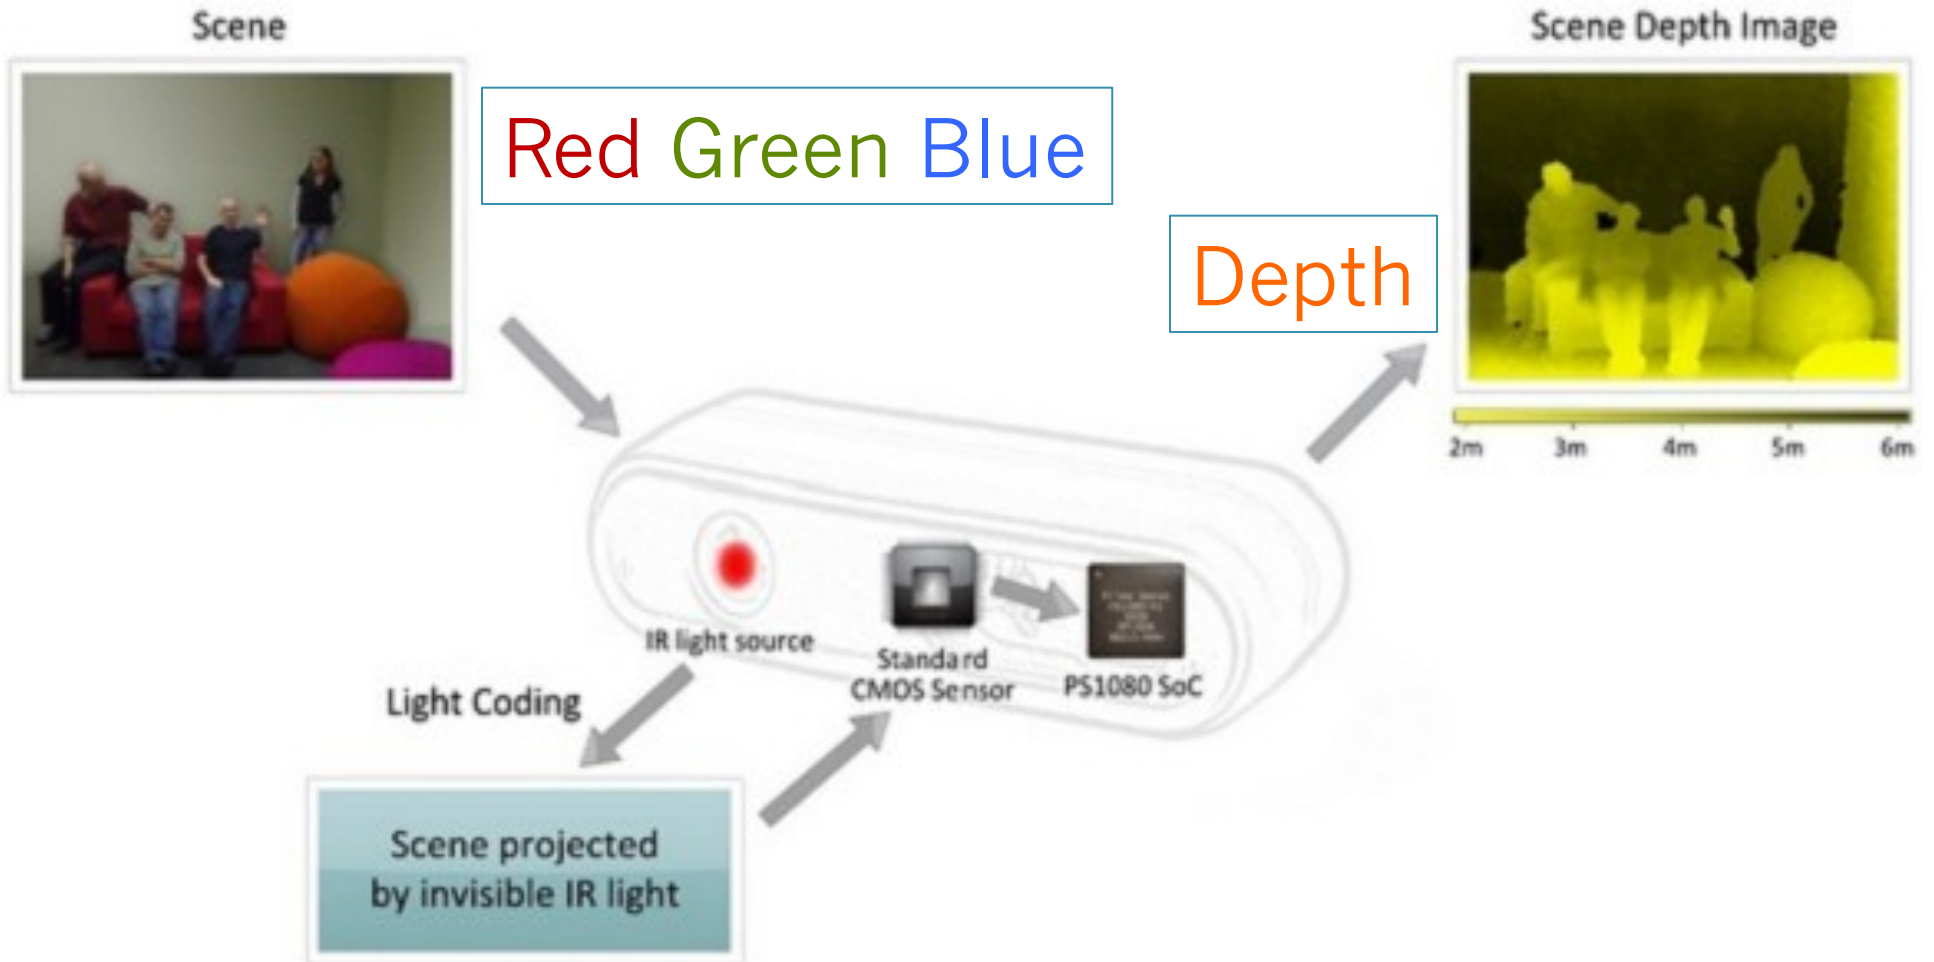 Scene
Scene Depth Image
Red Green Blue
Depth
2m 3m 4m 5m 6m
IR light source
Standard
CMOS Sensor
PS1080 SoC
Light Coding
Scene projected
by invisible IR light